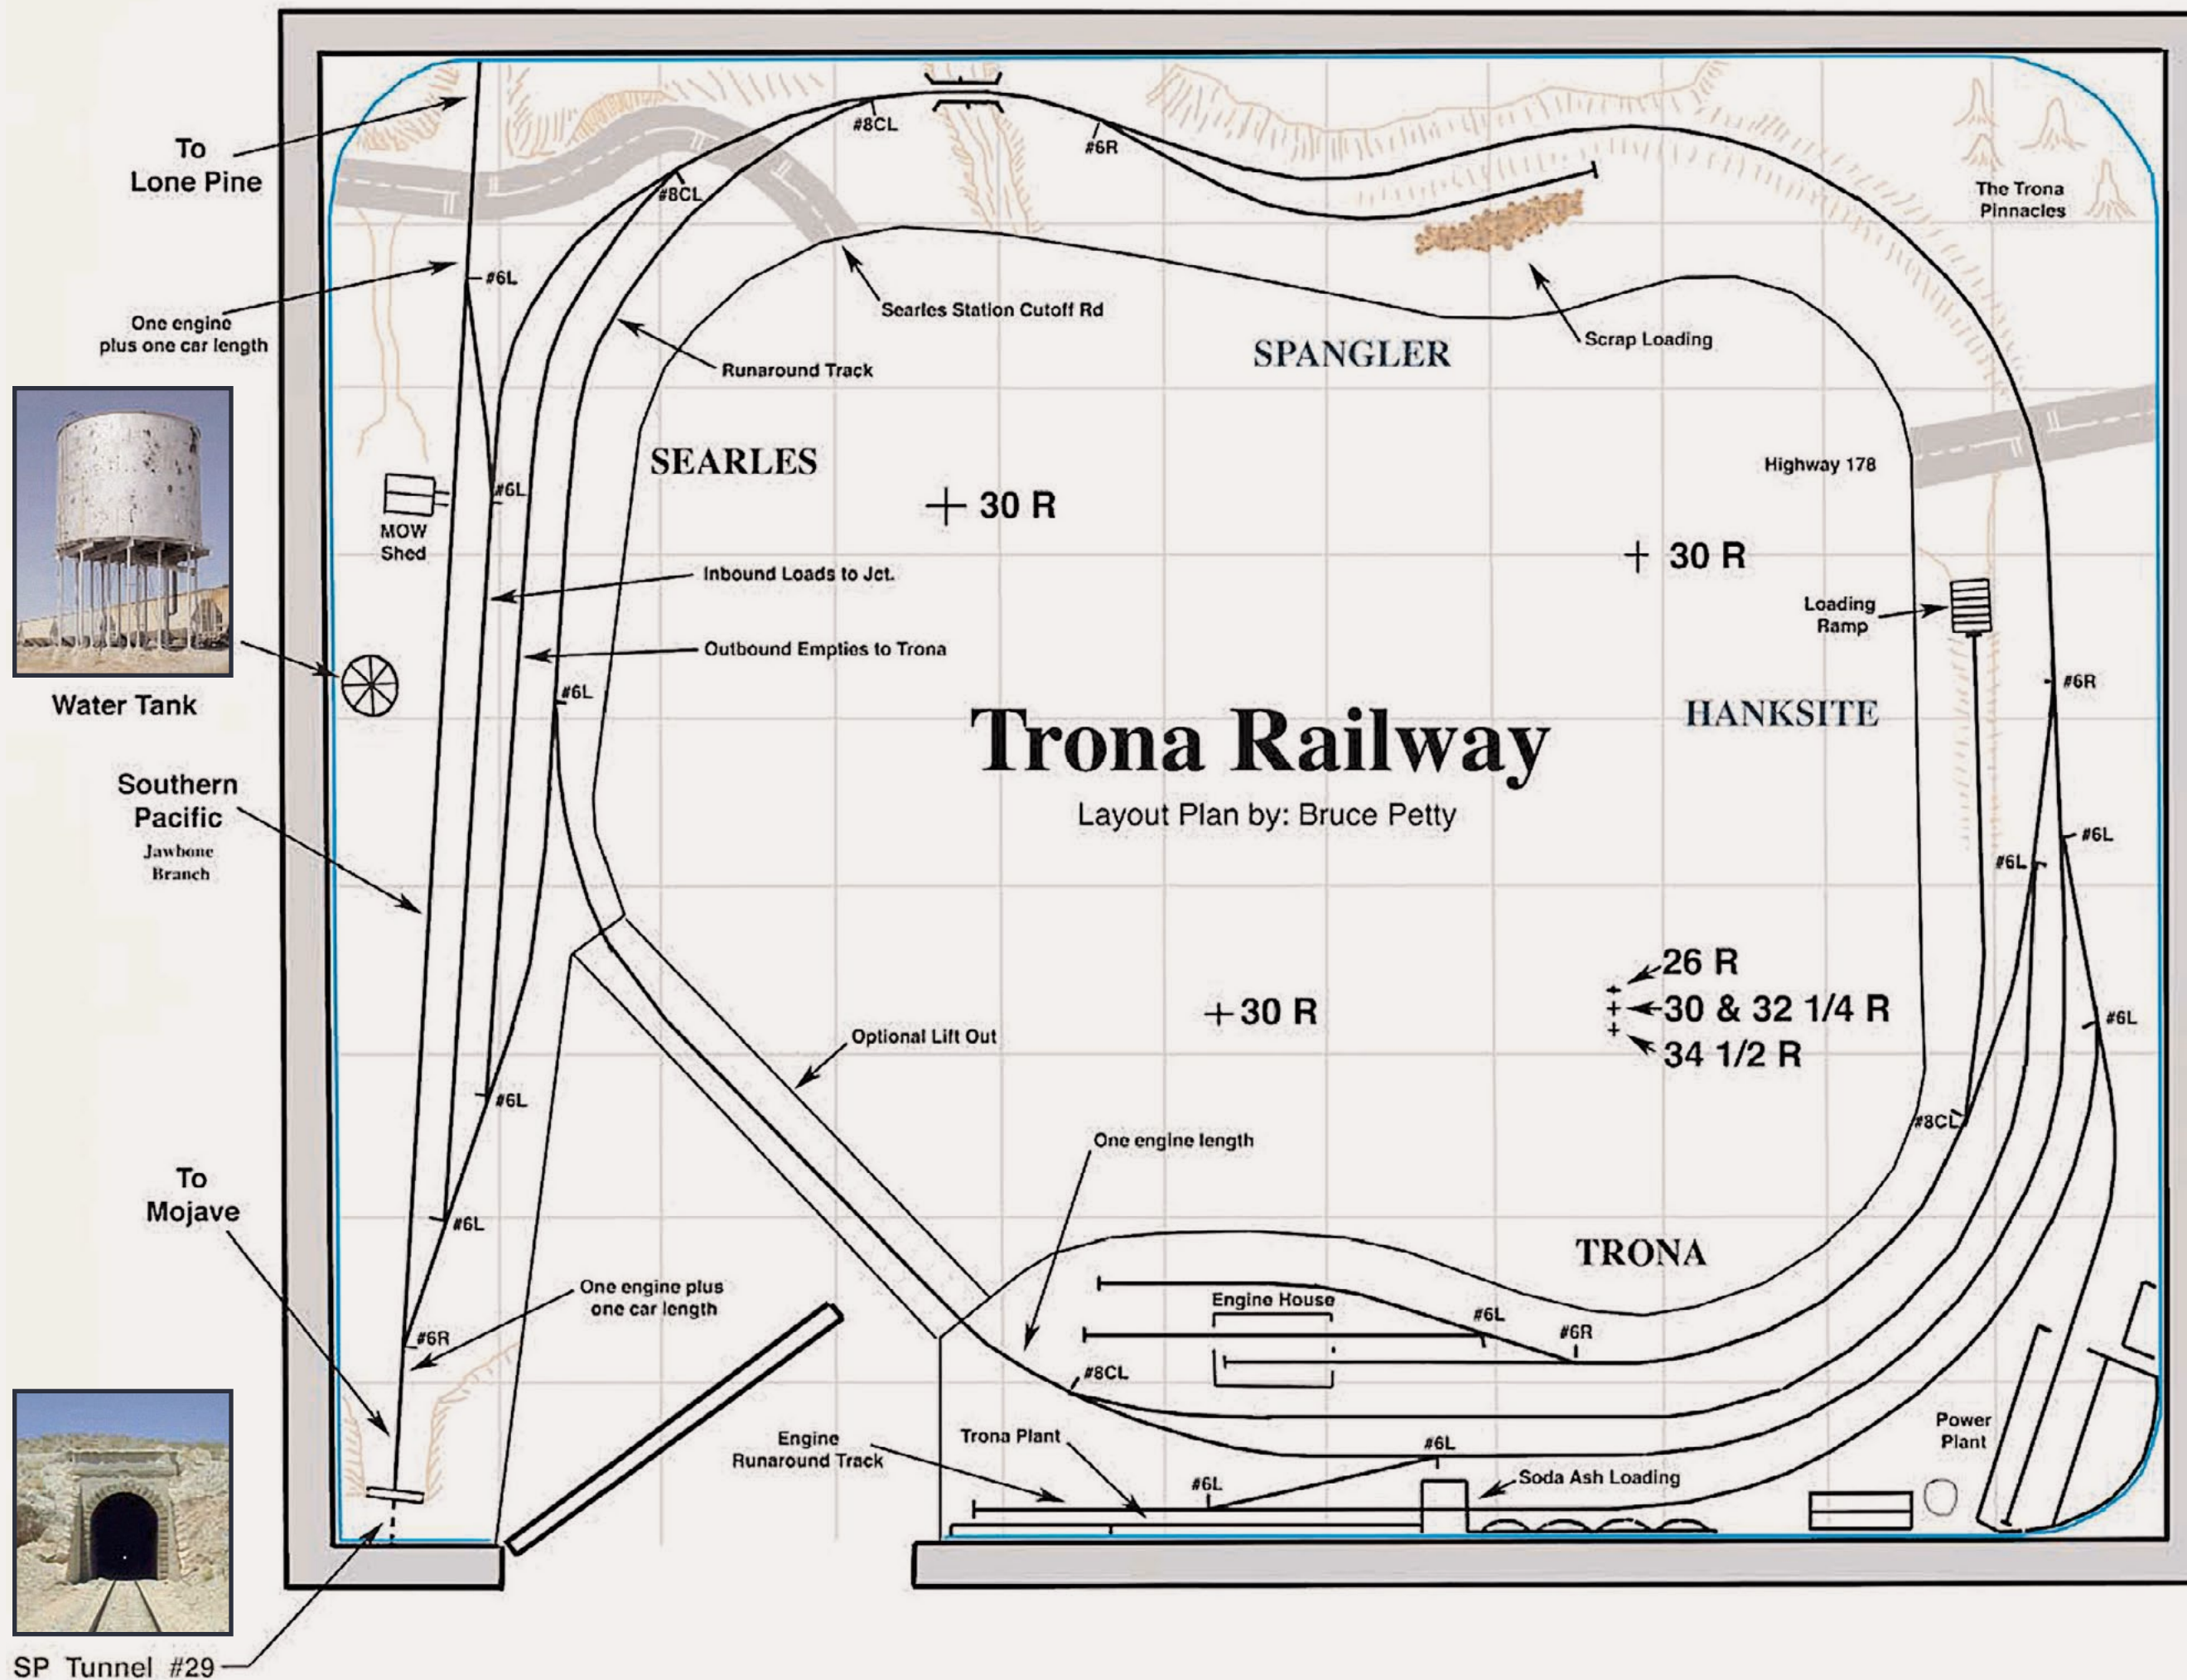 #8CL
#6R
To
Lone Pine
#8CL
The Trona
Pinnacles
#6L
Searles Station Cutoff Rd
One engine
plus one car length
Scrap Loading
SPANGLER
Runaround Track
SEARLES
Highway 178
#6L
30 R
MOW
Shed
30 R
Inbound Loads to Jct.
Loading
Ramp
Outbound Empties to Trona
#6L
#6R
Water Tank
HANKSITE
Trona Railway
Layout Plan by: Bruce Petty
Southern
Pacific
Jawbone
Branch
#6L
#6L
26 R
30 R
30 & 32 1/4 R
#6L
Optional Lift Out
34 1/2 R
#6L
#8CL
One engine length
To
Mojave
#6L
TRONA
One engine plus
one car length
Engine House
#6L
#6R
#6R
#8CL
Engine
Runaround Track
Trona Plant
#6L
Power
Plant
Soda Ash Loading
#6L
SP Tunnel #29